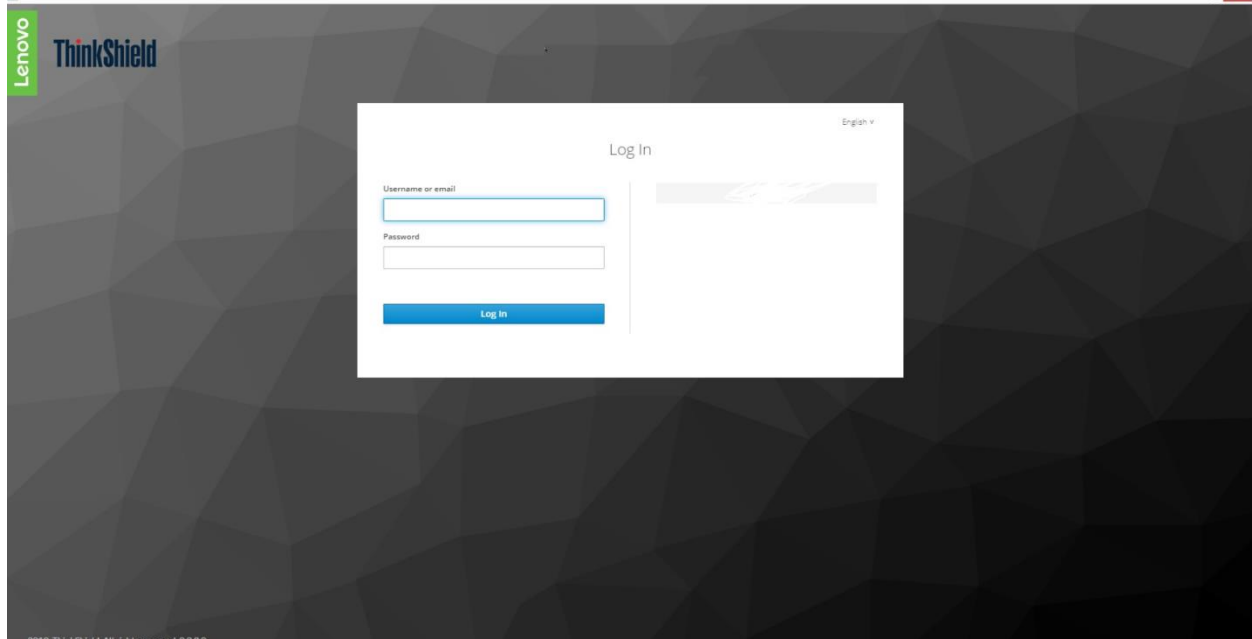 Lenovo
ThinkShield
English
Log In
Username or email
Password
Log In